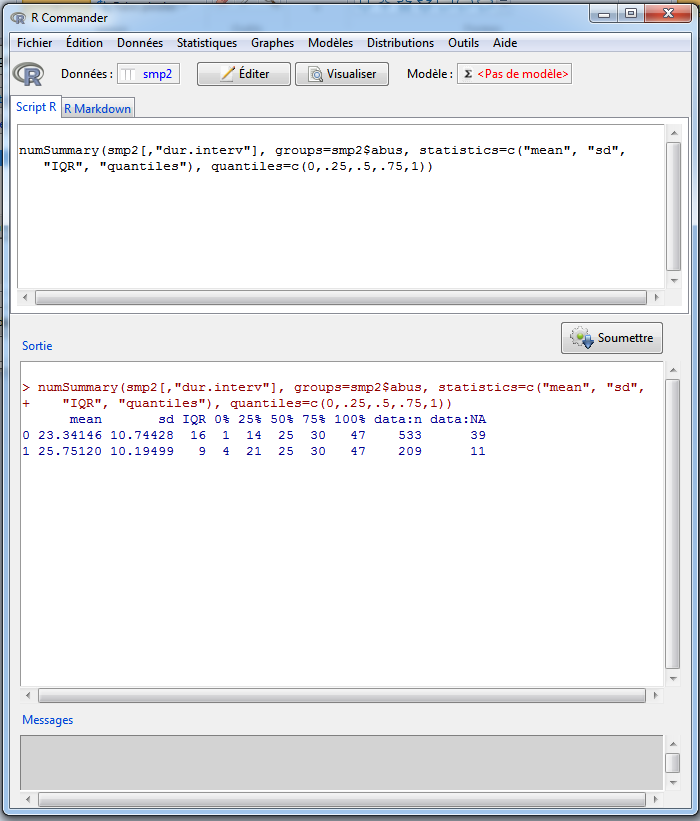 R Commander
Fichier Édition Données Statistiques Graphes Modèles Distributions Outils Aide
R Données : smp2 Éditer Visualiser Modèle : Σ <Pas de modèle>
Script R R Markdown
numSummary(smp2[,"dur.interv"], groups=smp2$abus, statistics=c("mean", "sd",
"IQR", "quantiles"), quantiles=c(0,.25,.5,.75,1))
Soumettre
Sortie
> numSummary(smp2[,"dur.interv"], groups=smp2$abus, statistics=c("mean", "sd",
+ "IQR", "quantiles"), quantiles=c(0,.25,.5,.75,1))
mean sd IQR 0% 25% 50% 75% 100% data:n data:NA
0 23.34146 10.74428 16 1 14 25 30 47 533 39
1 25.75120 10.19499 9 4 21 25 30 47 209 11
Messages